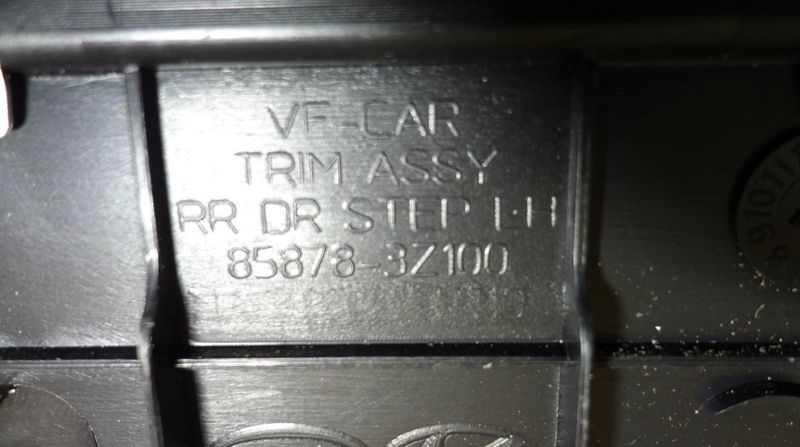 VF-CAR
TRIM ASSY
RR DR STEP LH
85878-3Z100